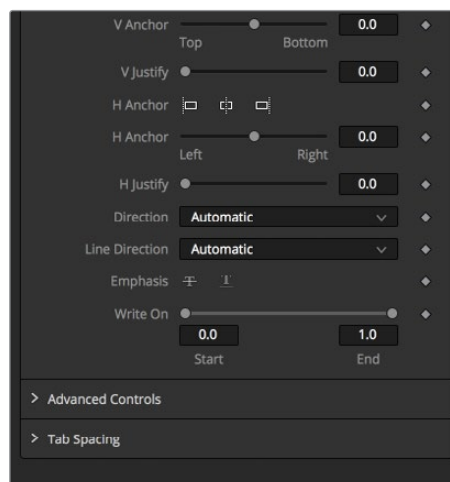 V Anchor 0.0
Top Bottom
V Justify 0.0
H Anchor
H Anchor 0.0
Left Right
H Justify 0.0
Direction Automatic
Line Direction Automatic
Emphasis T T
Write On
0.0 1.0
Start End
Advanced Controls
Tab Spacing